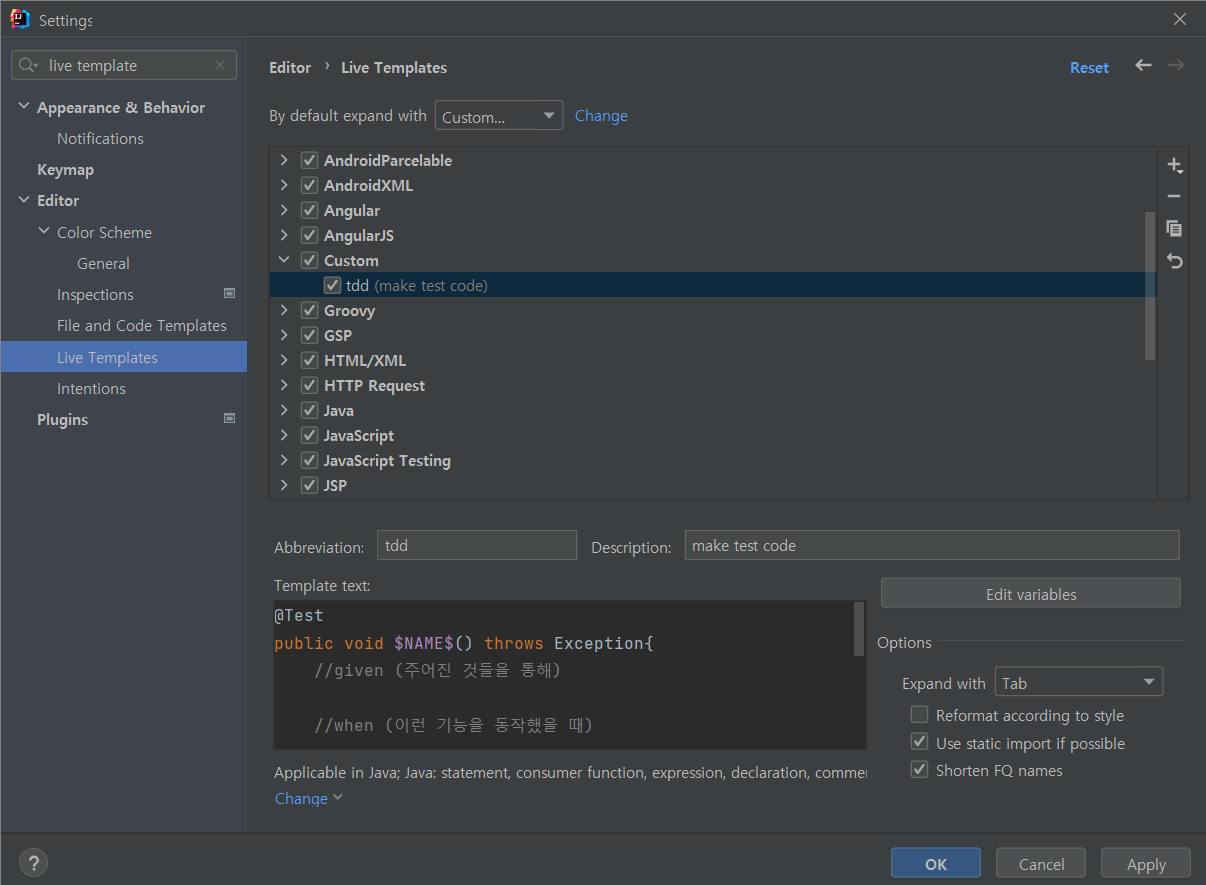 Settings
live template
Editor › Live Templates
Reset
Appearance & Behavior
Notifications
Keymap
Editor
Color Scheme
General
Inspections
File and Code Templates
Live Templates
Intentions
Plugins
By default expand with Custom... Change
AndroidParcelable
AndroidXML
Angular
AngularJS
Custom
tdd (make test code)
Groovy
GSP
HTML/XML
HTTP Request
Java
JavaScript
JavaScript Testing
JSP
Abbreviation: tdd Description: make test code
Template text:
@Test
public void $NAME$() throws Exception{
//given (주어진 것들을 통해)
//when (이런 기능을 동작했을 때)
Applicable in Java; Java: statement, consumer function, expression, declaration, comme
Change
Edit variables
Options
Expand with Tab
Reformat according to style
Use static import if possible
Shorten FQ names
?
OK Cancel Apply